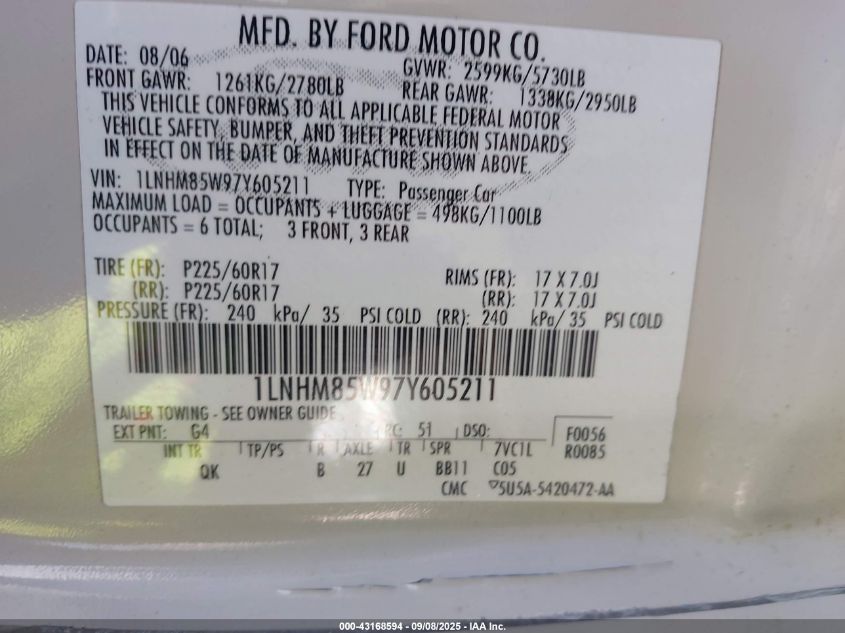 MFD. BY FORD MOTOR CO.
DATE: 08/06 GVWR: 2599KG/5730LB
FRONT GAWR: 1261KG/2780LB REAR GAWR: 1338KG/2950LB
THIS VEHICLE CONFORMS TO ALL APPLICABLE FEDERAL MOTOR
VEHICLE SAFETY, BUMPER, AND THEFT PREVENTION STANDARDS
IN EFFECT ON THE DATE OF MANUFACTURE SHOWN ABOVE.
VIN: 1LNHM85W97Y605211 TYPE: Passenger Car
MAXIMUM LOAD = OCCUPANTS + LUGGAGE = 498KG/1100LB
OCCUPANTS = 6 TOTAL; 3 FRONT, 3 REAR
TIRE (FR): P225/60R17 RIMS (FR): 17 X 7.0J
(RR): P225/60R17 (RR): 17 X 7.0J
PRESSURE (FR): 240 kPa/ 35 PSI COLD (RR): 240 kPa/ 35 PSI COLD
1LNHM85W97Y605211
TRAILER TOWING - SEE OWNER GUIDE
EXT PNT: G4 RC: 51 DSO: F0056
INT TR TP/PS R AXLE TR SPR 7VC1L R0085
QK B 27 U BB11 C05
CMC 5U5A-5420472-AA
000-43168594 - 09/08/2025 - IAA Inc.